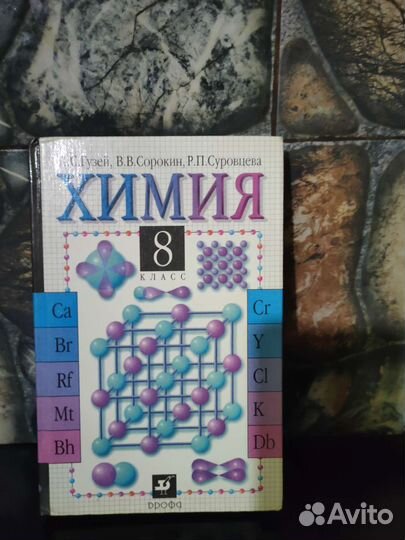 Л.С.Гузей, В.В.Сорокин, Р.П.Суровцева
ХИМИЯ
8
КЛАСС
Ca
Br
Rf
Mt
Bh
Cr
Y
Cl
K
Db
ДРОФА
Avito